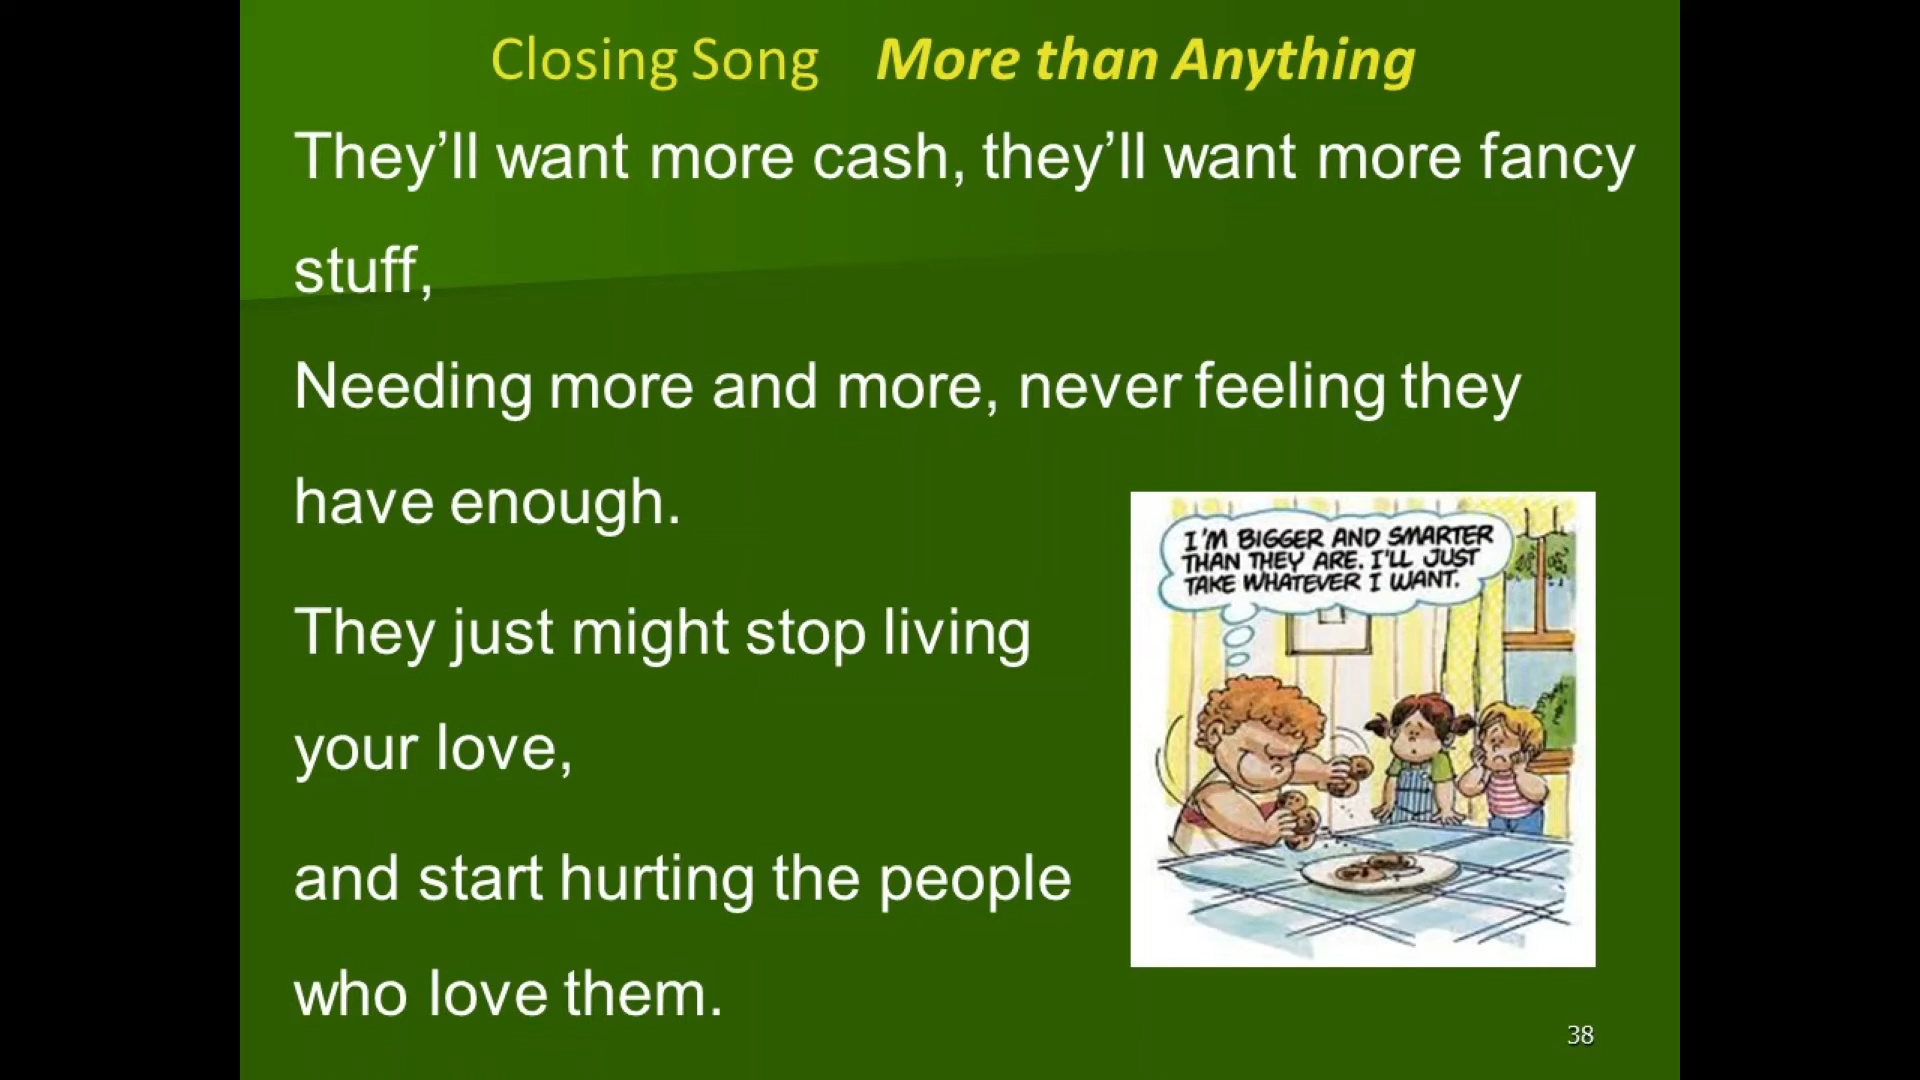 Closing Song More than Anything
They’ll want more cash, they’ll want more fancy
stuff,
Needing more and more, never feeling they
have enough.
They just might stop living
your love,
and start hurting the people
who love them.
I'M BIGGER AND SMARTER
THAN THEY ARE. I'LL JUST
TAKE WHATEVER I WANT.
38